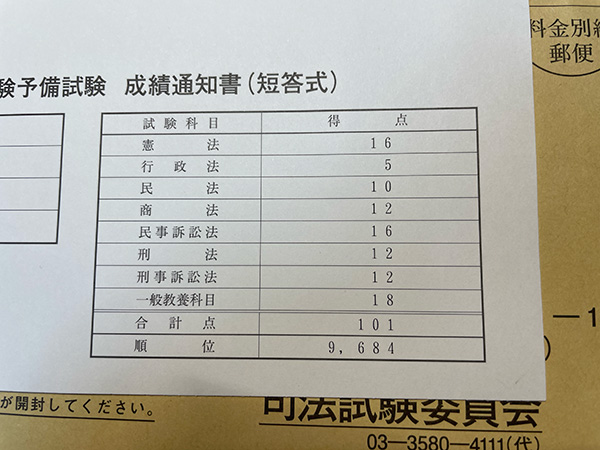 験予備試験 成績通知書(短答式)
試験科目 得点
憲法 16
行政法 5
民法 10
商法 12
民事訴訟法 16
刑法 12
刑事訴訟法 12
一般教養科目 18
合計点 101
順位 9,684
料金別
郵便
-1
)
が開封してください。
司法試験委員会
03-3580-4111(代)